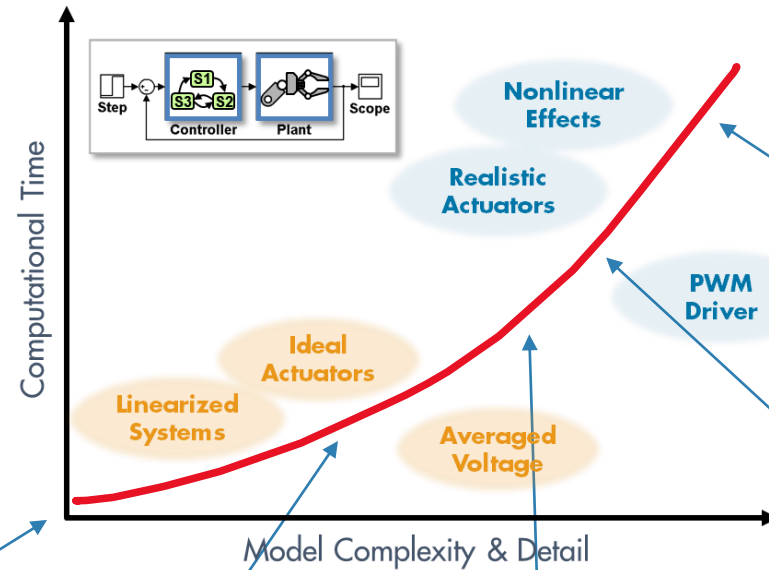 Step
S1
S3
S2
Controller
Plant
Scope
Nonlinear
Effects
Realistic
Actuators
PWM
Driver
Ideal
Actuators
Linearized
Systems
Averaged
Voltage
Computational Time
Model Complexity & Detail